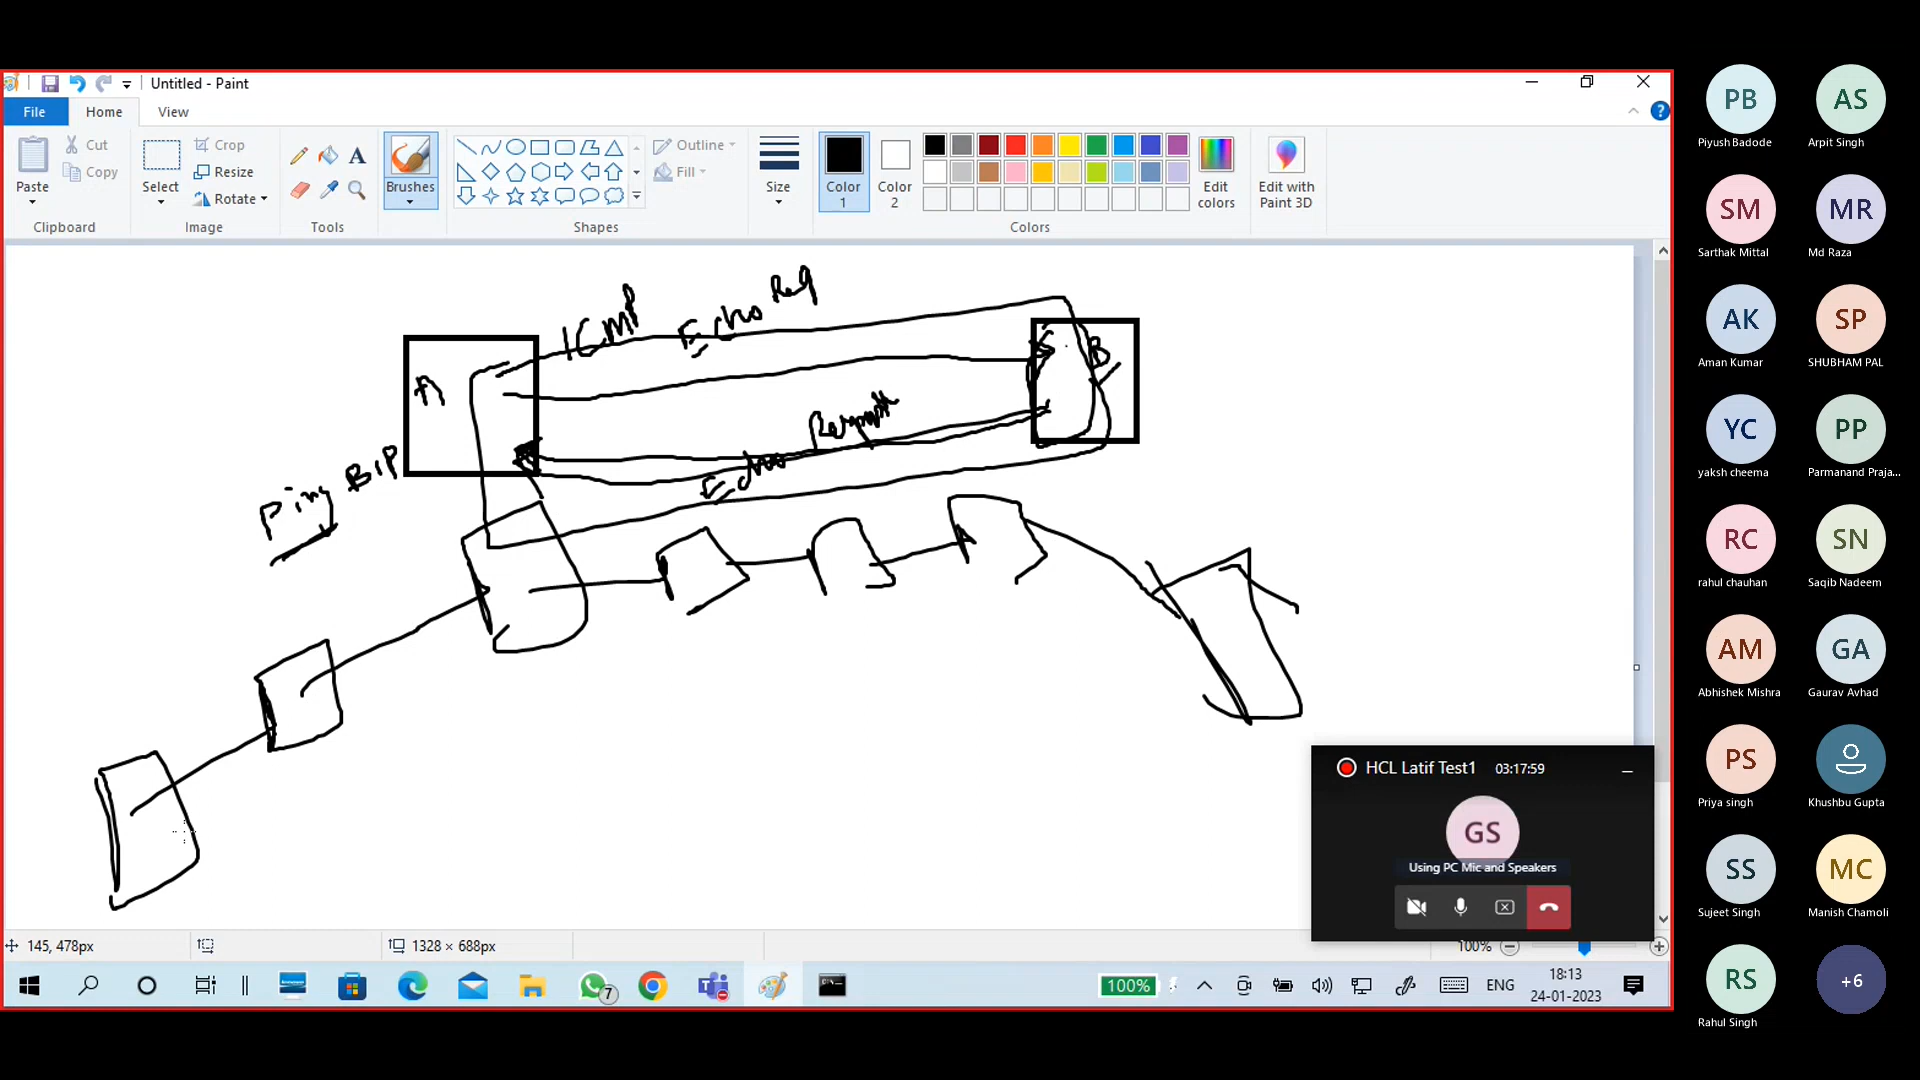 Untitled - Paint
File
Home
View
Paste
Cut
Copy
Clipboard
Select
Crop
Resize
Rotate
Image
A
Tools
Brushes
Shapes
Outline
Fill
Size
Color 1
Color 2
Colors
Edit colors
Edit with Paint 3D
ICMP Echo Req
A
B
Ping BIP
Echo
145, 478px
1328 × 688px
100%
HCL Latif Test1 03:17:59
GS
Using PC Mic and Speakers
7
100%
ENG
18:13
24-01-2023
PB
Piyush Badode
AS
Arpit Singh
SM
Sarthak Mittal
MR
Md Raza
AK
Aman Kumar
SP
SHUBHAM PAL
YC
yaksh cheema
PP
Parmanand Praja...
RC
rahul chauhan
SN
Saqib Nadeem
AM
Abhishek Mishra
GA
Gaurav Avhad
PS
Priya singh
Khushbu Gupta
SS
Sujeet Singh
MC
Manish Chamoli
RS
Rahul Singh
+6